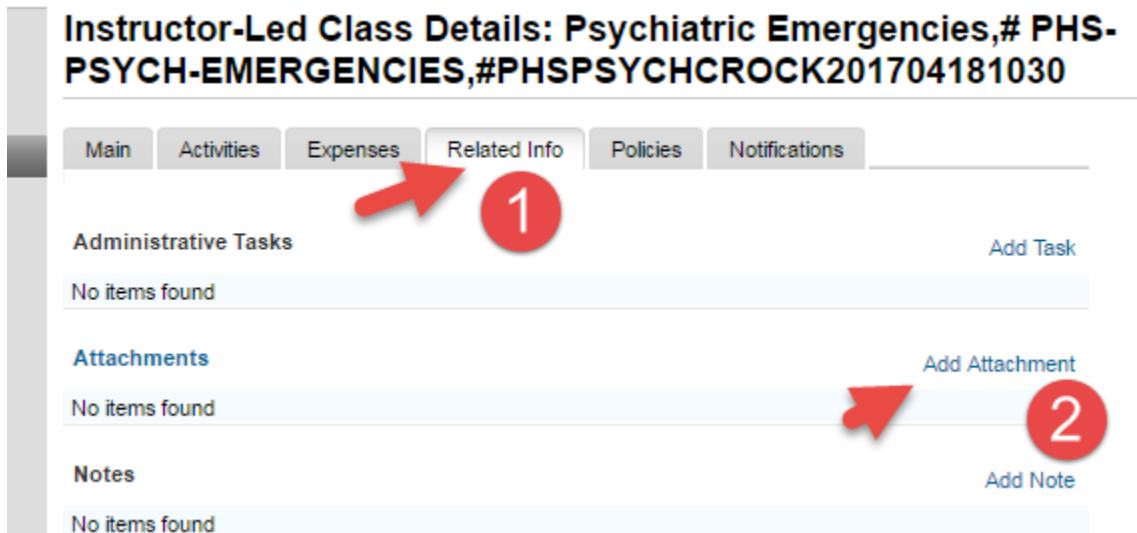 Instructor-Led Class Details: Psychiatric Emergencies,# PHS-
PSYCH-EMERGENCIES,#PHSPSYCHCROCK201704181030
Main Activities Expenses Related Info Policies Notifications
1
Administrative Tasks Add Task
No items found
Attachments Add Attachment
No items found
2
Notes Add Note
No items found